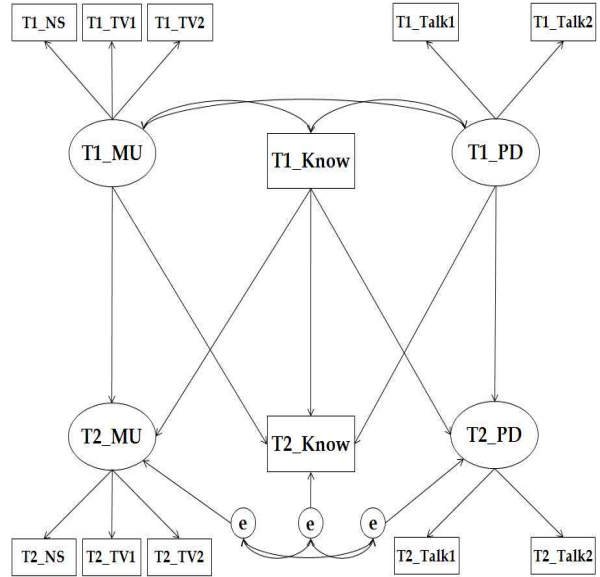 T1_NS T1_TV1 T1_TV2 T1_Talk1 T1_Talk2
T1_MU T1_Know T1_PD
T2_MU T2_Know T2_PD
e e e
T2_NS T2_TV1 T2_TV2 T2_Talk1 T2_Talk2